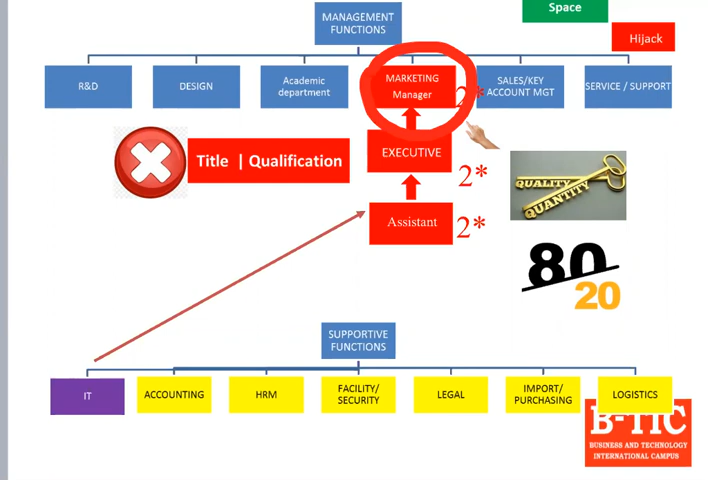 Space
MANAGEMENT
FUNCTIONS
Hijack
R&D
DESIGN
Academic
department
MARKETING
Manager
2*
SALES/KEY
ACCOUNT MGT
SERVICE / SUPPORT
Title | Qualification
EXECUTIVE
2*
QUALITY
QUANTITY
Assistant
2*
80
20
SUPPORTIVE
FUNCTIONS
IT
ACCOUNTING
HRM
FACILITY/
SECURITY
LEGAL
IMPORT/
PURCHASING
LOGISTICS
B-TIC
BUSINESS AND TECHNOLOGY
INTERNATIONAL CAMPUS